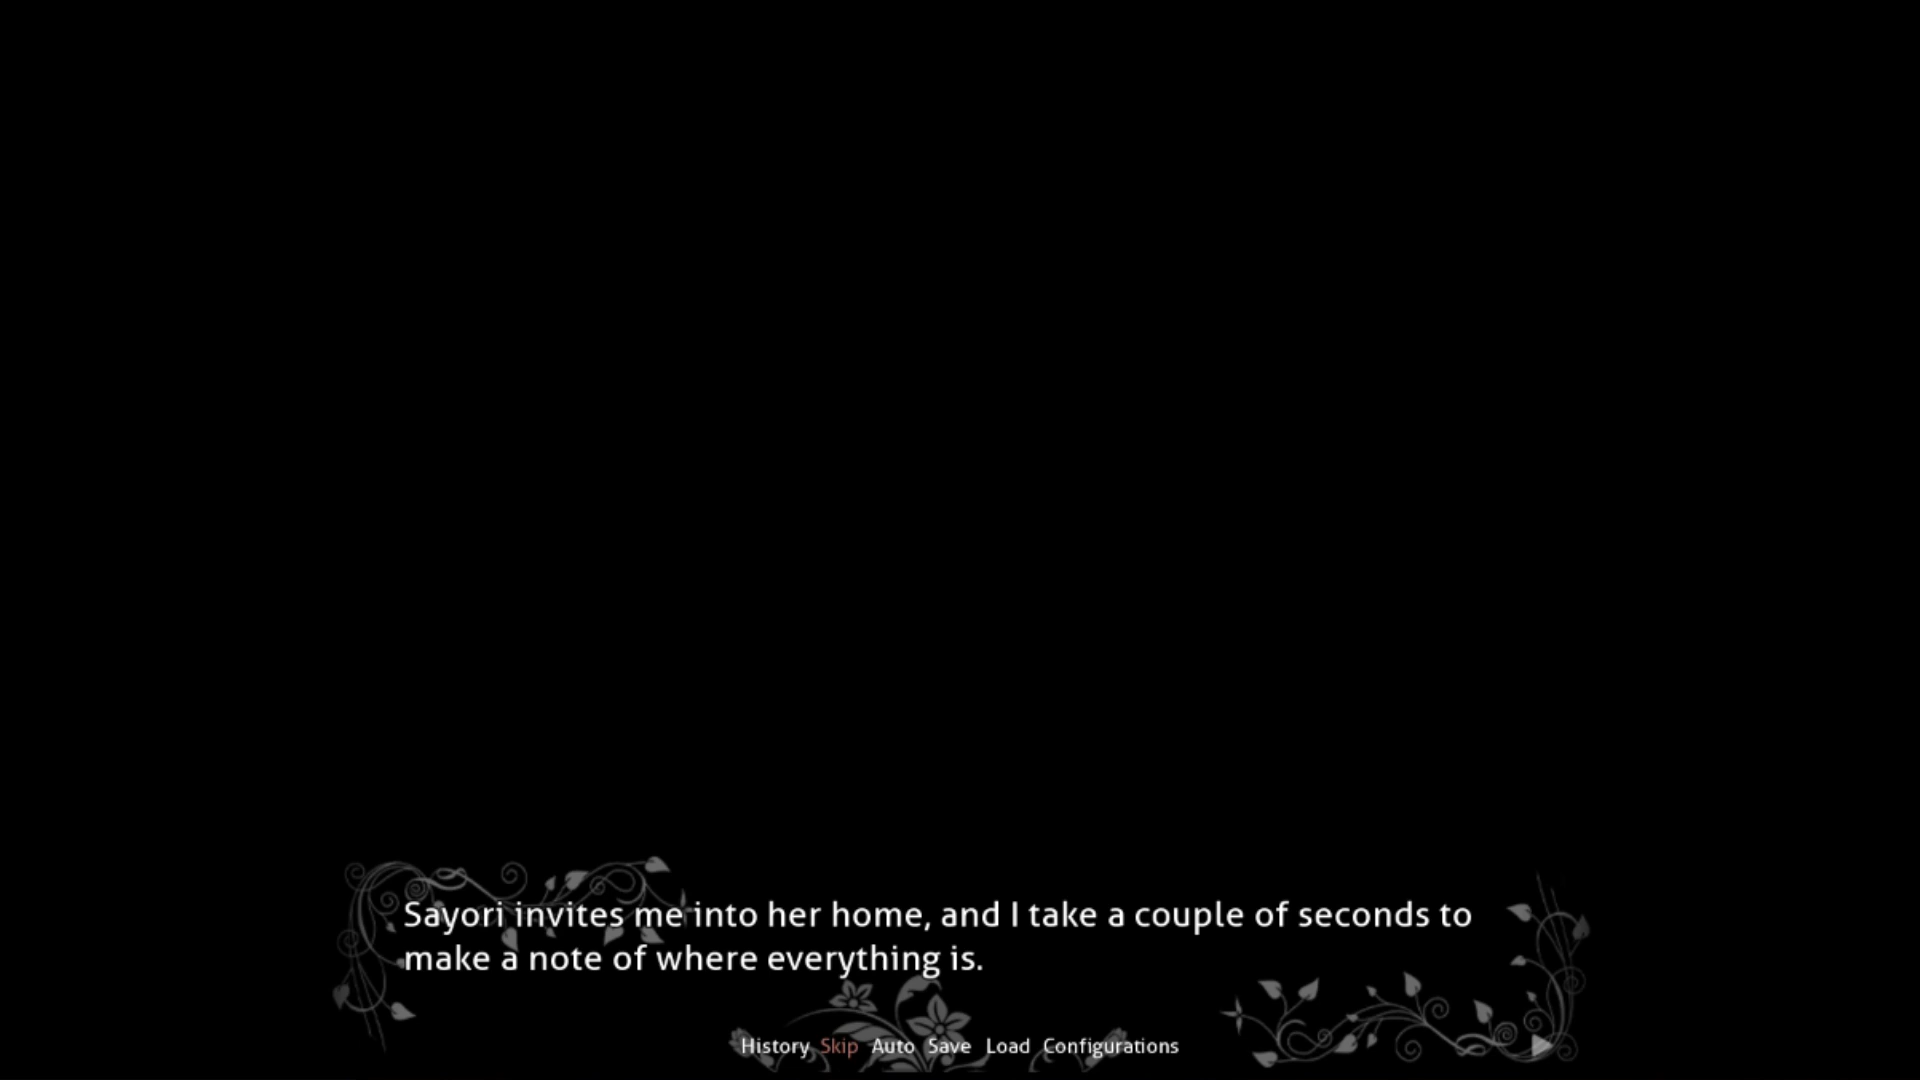 Sayori invites me into her home, and I take a couple of seconds to
make a note of where everything is.
History Skip Auto Save Load Configurations